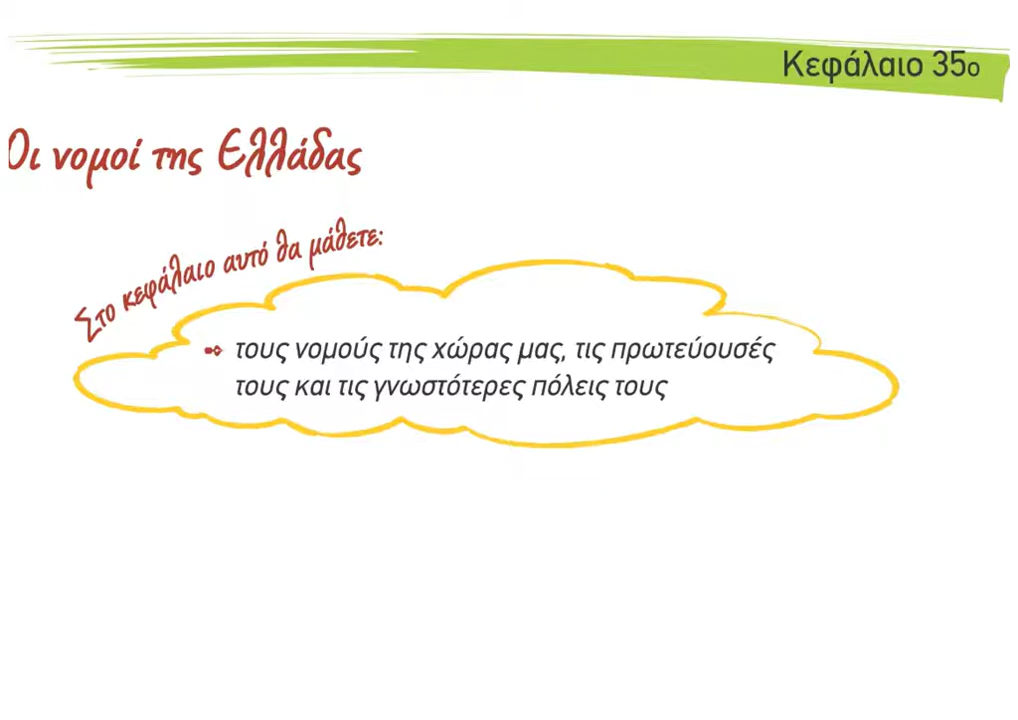 Κεφάλαιο 35ο
Οι νομοί της Ελλάδας
Στο κεφάλαιο αυτό θα μάθετε:
τους νομούς της χώρας μας, τις πρωτεύουσές
τους και τις γνωστότερες πόλεις τους